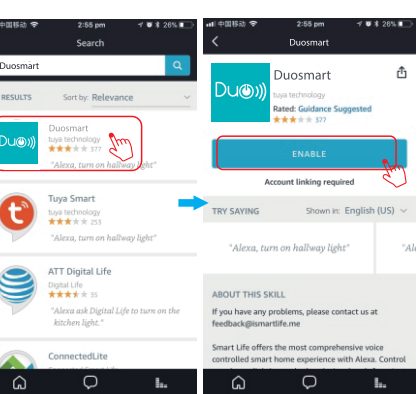 中国移动 2:55 pm 26%
Search
Duosmart
RESULTS Sort by: Relevance
Duo
Duosmart
tuya technology
377
"Alexa, turn on hallway light"
Tuya Smart
tuya technology
253
"Alexa, turn on hallway light"
ATT Digital Life
Digital Life
35
"Alexa ask Digital Life to turn on the
kitchen light."
ConnectedLite
中国移动 2:55 pm 26%
Duosmart
Duo
Duosmart
tuya technology
Rated: Guidance Suggested
377
ENABLE
Account linking required
TRY SAYING Shown in: English (US)
"Alexa, turn on hallway light"
"Al
ABOUT THIS SKILL
If you have any problems, please contact us at
feedback@ismartlife.me
Smart Life offers the most comprehensive voice
controlled smart home experience with Alexa. Control